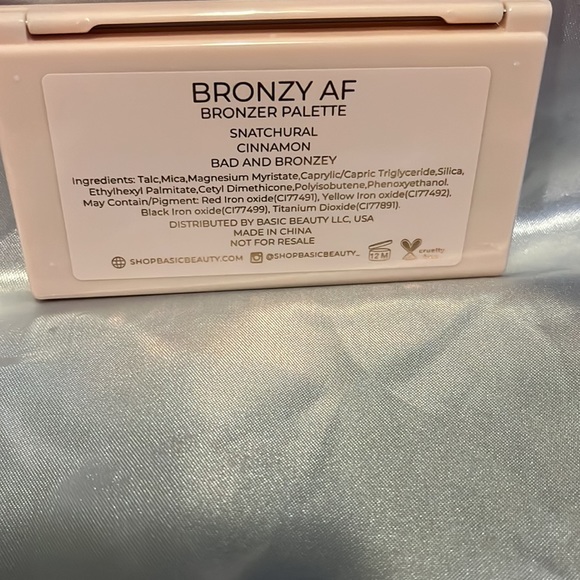 BRONZY AF
BRONZER PALETTE
SNATCHURAL
CINNAMON
BAD AND BRONZEY
Ingredients: Talc,Mica,Magnesium Myristate,Caprylic/Capric Triglyceride,Silica,
Ethylhexyl Palmitate,Cetyl Dimethicone,Polyisobutene,Phenoxyethanol.
May Contain/Pigment: Red Iron oxide(CI77491), Yellow Iron oxide(CI77492),
Black Iron oxide(CI77499), Titanium Dioxide(CI77891).
DISTRIBUTED BY BASIC BEAUTY LLC, USA
MADE IN CHINA
NOT FOR RESALE
SHOPBASICBEAUTY.COM @SHOPBASICBEAUTY_ 12 M cruelty